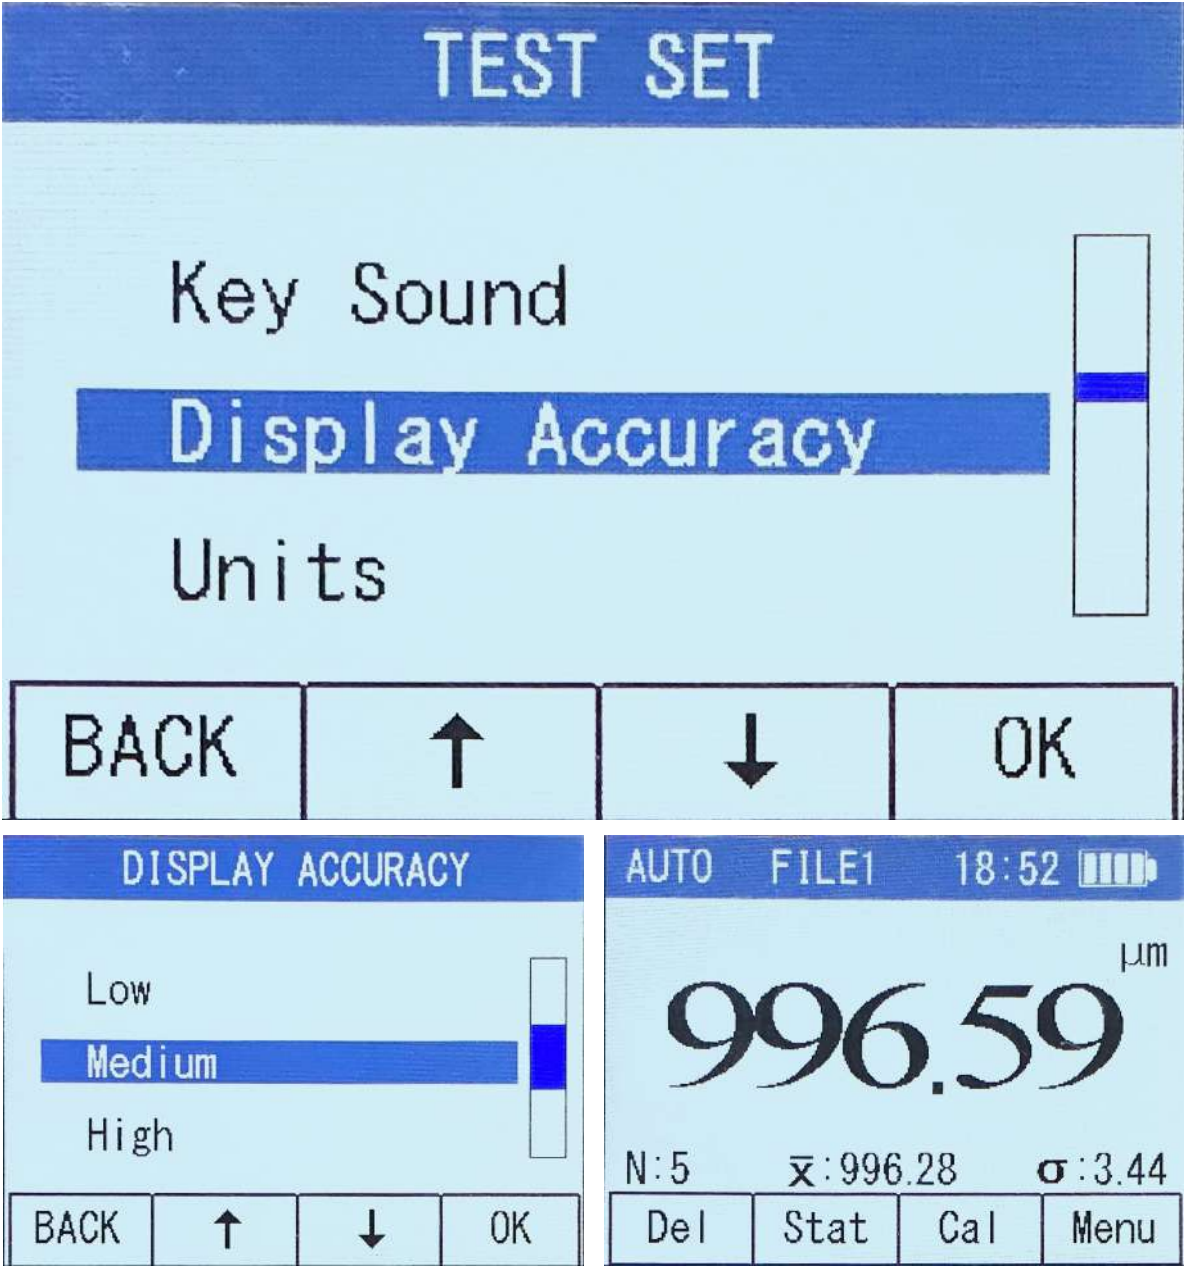 TEST SET
Key Sound
Display Accuracy
Units
BACK ↑ ↓ OK
DISPLAY ACCURACY
Low
Medium
High
BACK ↑ ↓ OK
AUTO FILE1 18:52
μm
996.59
N:5 x̅:996.28 σ:3.44
Del Stat Cal Menu